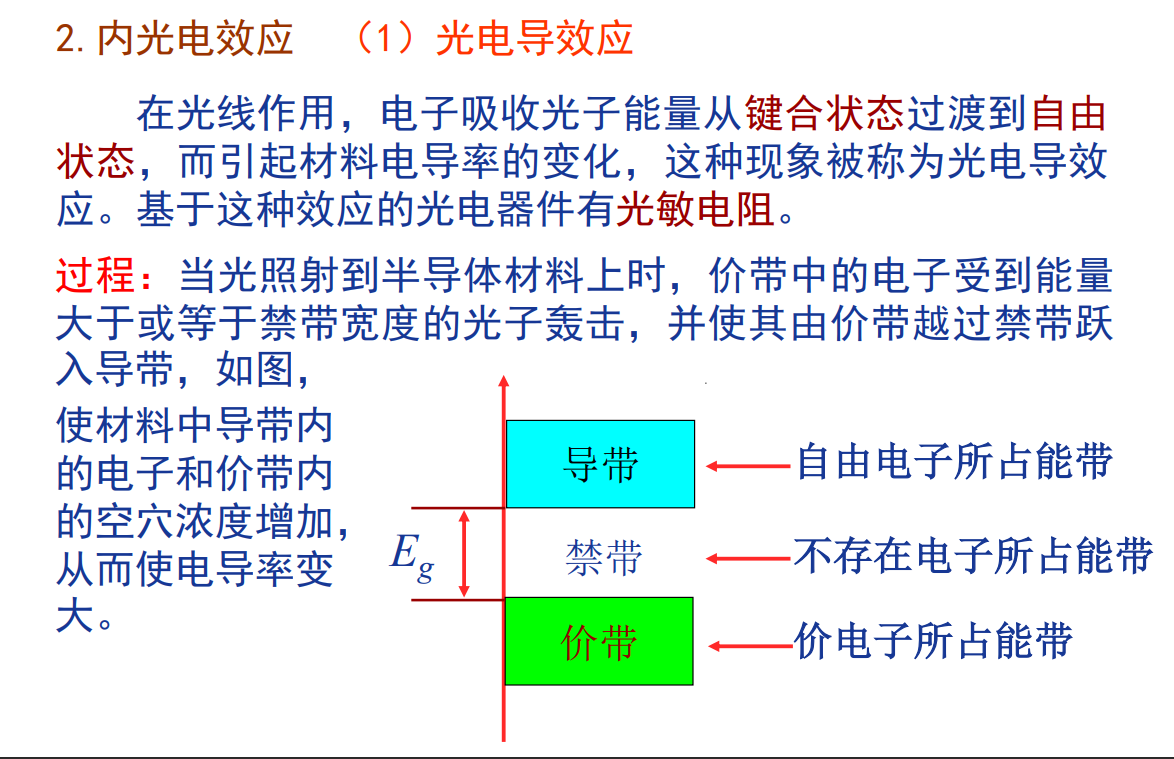 2.内光电效应 （1）光电导效应
在光线作用，电子吸收光子能量从键合状态过渡到自由
状态，而引起材料电导率的变化，这种现象被称为光电导效
应。基于这种效应的光电器件有光敏电阻。
过程：当光照射到半导体材料上时，价带中的电子受到能量
大于或等于禁带宽度的光子轰击，并使其由价带越过禁带跃
入导带，如图，
使材料中导带内
的电子和价带内
的空穴浓度增加，
从而使电导率变
大。
导带
自由电子所占能带
Eg
禁带
不存在电子所占能带
价带
价电子所占能带